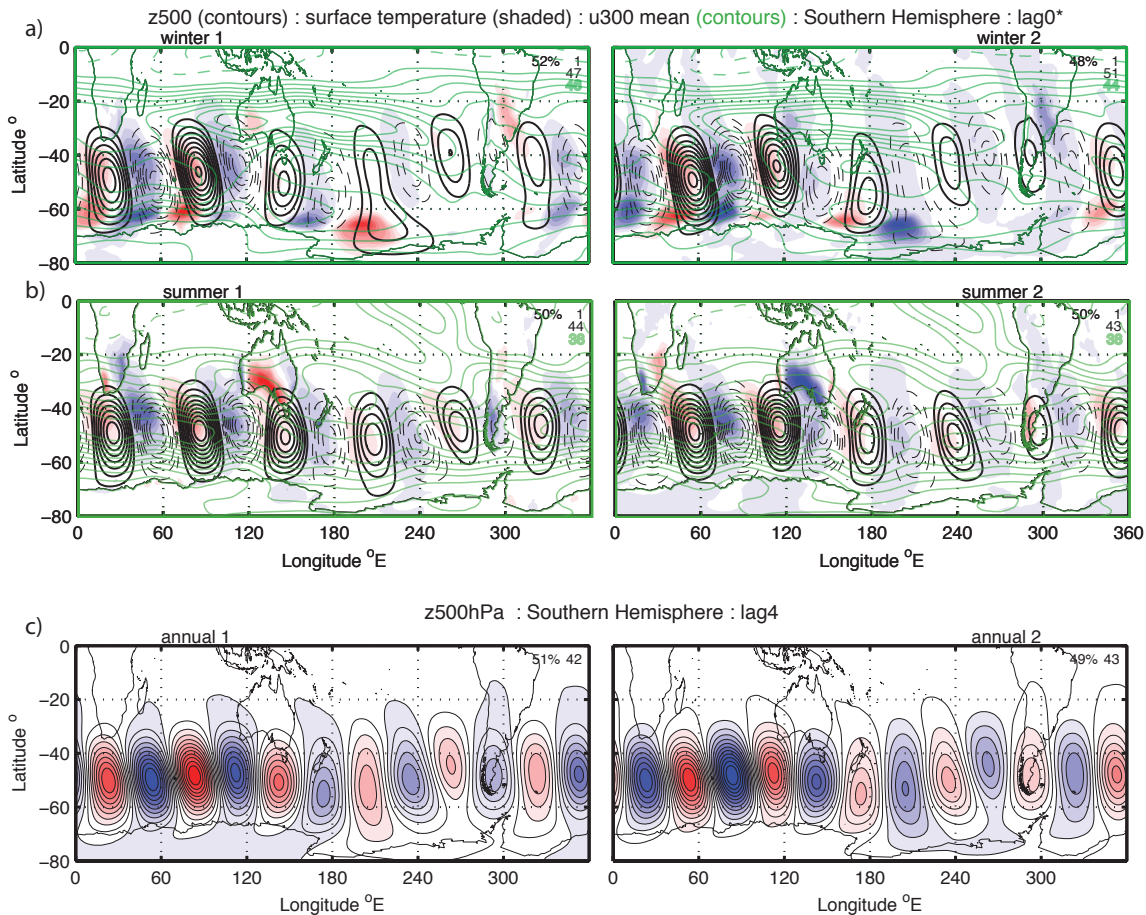 z500 (contours) : surface temperature (shaded) : u300 mean (contours) : Southern Hemisphere : lag0*
a)
winter 1
winter 2
52% 1
47
48% 1
51
44
0
−20
−40
−60
−80
Latitude °
b)
summer 1
summer 2
50% 1
44
38
50% 1
43
38
0
−20
−40
−60
−80
Latitude °
0 60 120 180 240 300
0 60 120 180 240 300 360
Longitude °E
Longitude °E
z500hPa : Southern Hemisphere : lag4
c)
annual 1
annual 2
51% 42
49% 43
0
−20
−40
−60
−80
Latitude °
0 60 120 180 240 300
0 60 120 180 240 300
Longitude °E
Longitude °E